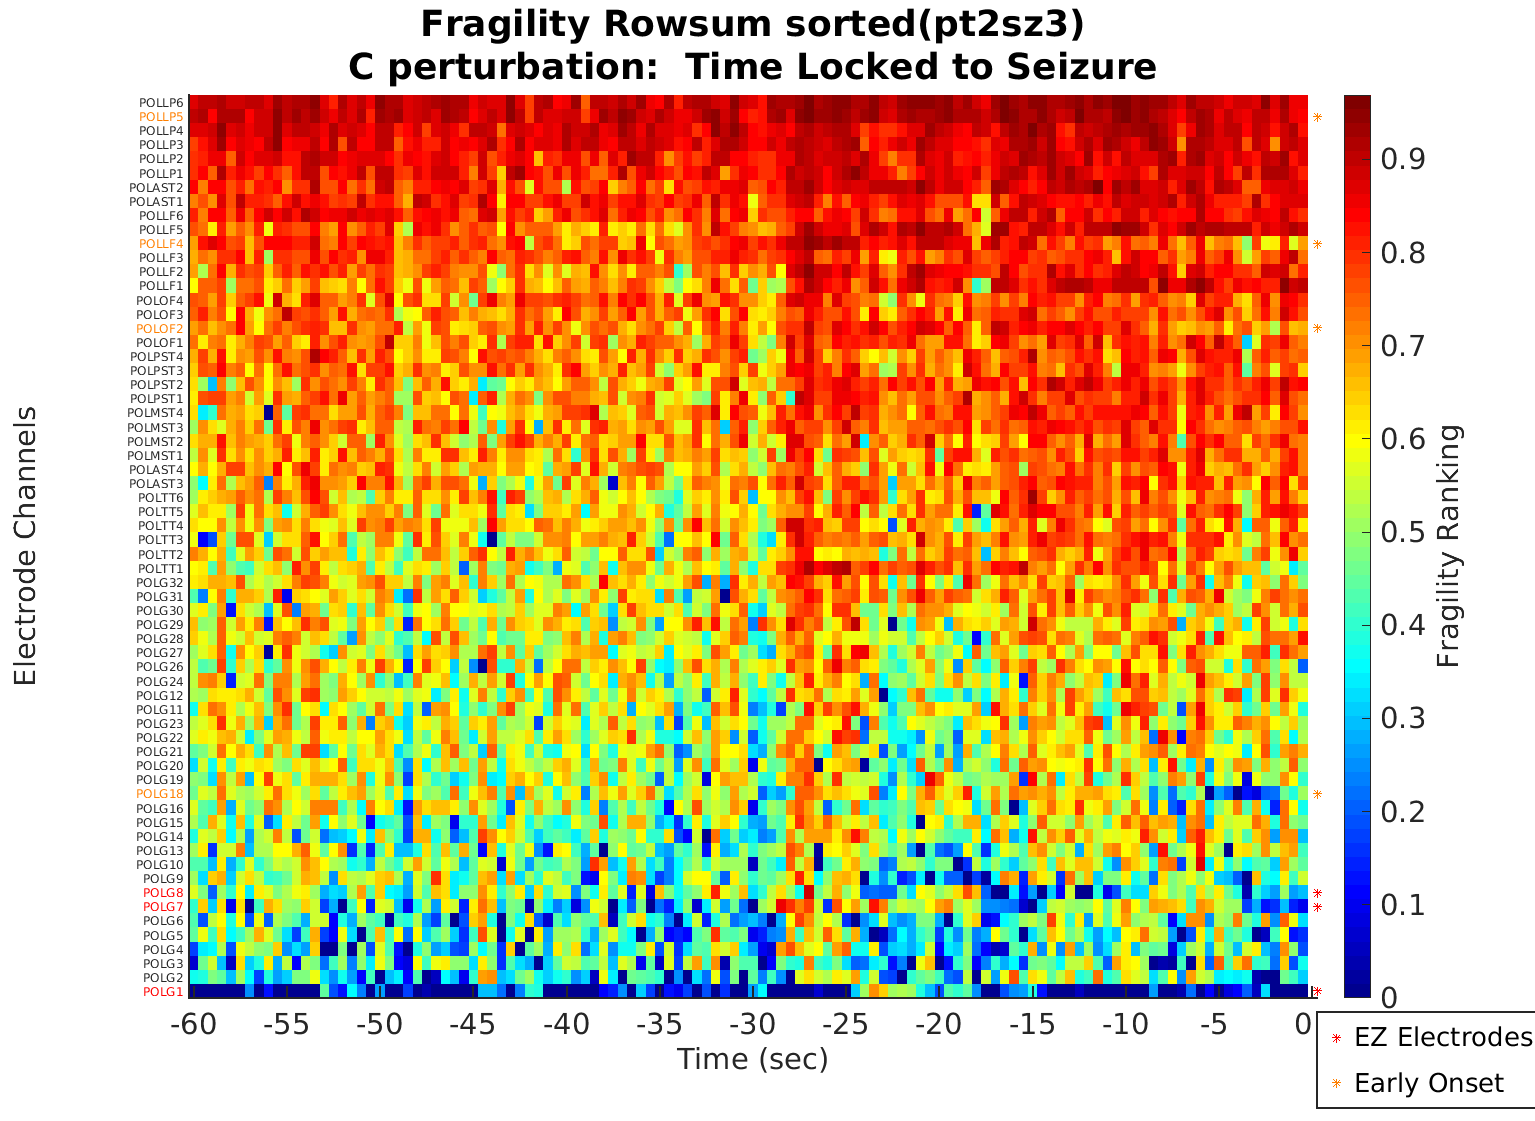 Fragility Rowsum sorted(pt2sz3)
C perturbation:  Time Locked to Seizure
Electrode Channels
POLLP6
POLLP5
POLLP4
POLLP3
POLLP2
POLLP1
POLAST2
POLAST1
POLLF6
POLLF5
POLLF4
POLLF3
POLLF2
POLLF1
POLOF4
POLOF3
POLOF2
POLOF1
POLPST4
POLPST3
POLPST2
POLPST1
POLMST4
POLMST3
POLMST2
POLMST1
POLAST4
POLAST3
POLTT6
POLTT5
POLTT4
POLTT3
POLTT2
POLTT1
POLG32
POLG31
POLG30
POLG29
POLG28
POLG27
POLG26
POLG24
POLG12
POLG11
POLG23
POLG22
POLG21
POLG20
POLG19
POLG18
POLG16
POLG15
POLG14
POLG13
POLG10
POLG9
POLG8
POLG7
POLG6
POLG5
POLG4
POLG3
POLG2
POLG1
-60 -55 -50 -45 -40 -35 -30 -25 -20 -15 -10 -5 0
Time (sec)
0.9
0.8
0.7
0.6
0.5
0.4
0.3
0.2
0.1
0
Fragility Ranking
EZ Electrodes
Early Onset